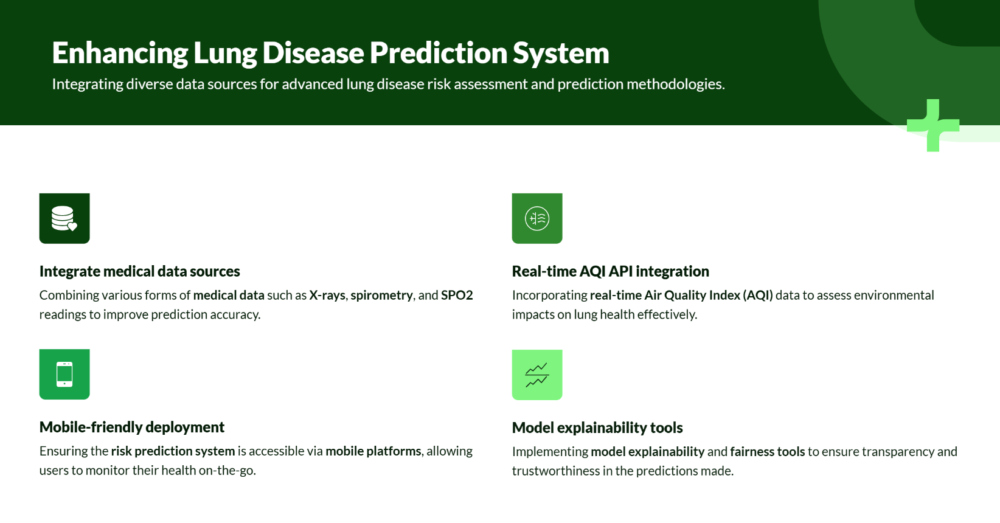 Enhancing Lung Disease Prediction System
Integrating diverse data sources for advanced lung disease risk assessment and prediction methodologies.
Integrate medical data sources
Combining various forms of medical data such as X-rays, spirometry, and SPO2
readings to improve prediction accuracy.
Real-time AQI API integration
Incorporating real-time Air Quality Index (AQI) data to assess environmental
impacts on lung health effectively.
Mobile-friendly deployment
Ensuring the risk prediction system is accessible via mobile platforms, allowing
users to monitor their health on-the-go.
Model explainability tools
Implementing model explainability and fairness tools to ensure transparency and
trustworthiness in the predictions made.